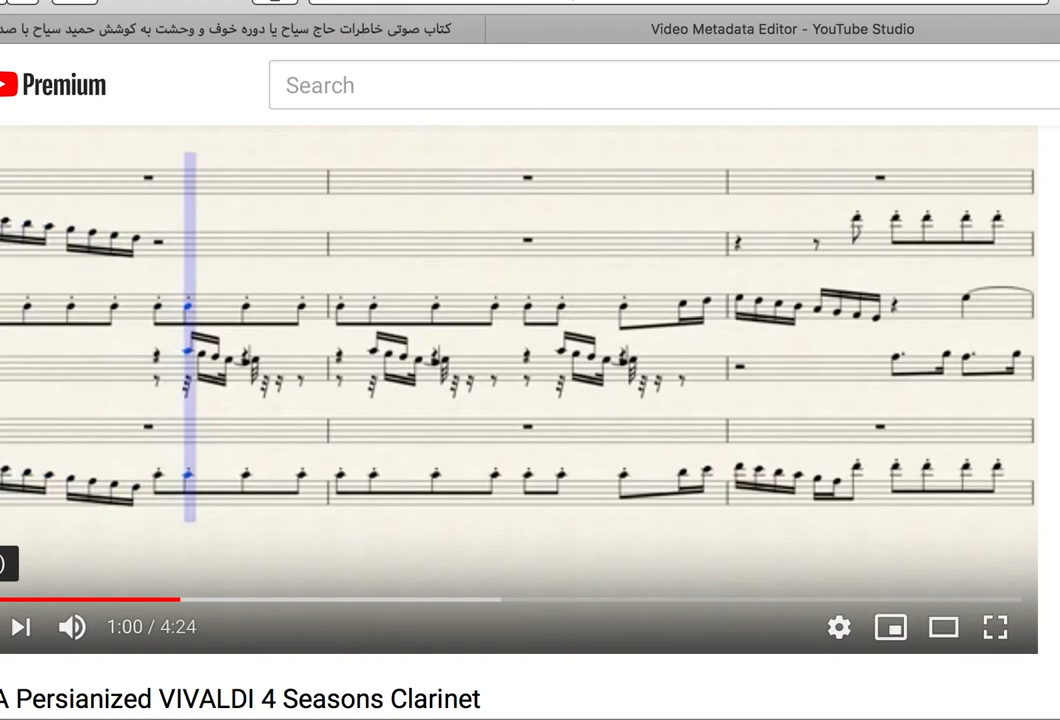 کتاب صوتی خاطرات حاج سیاح یا دوره خوف و وحشت به کوشش حمید سیاح با صد
Video Metadata Editor - YouTube Studio
Premium
Search
1:00 / 4:24
A Persianized VIVALDI 4 Seasons Clarinet